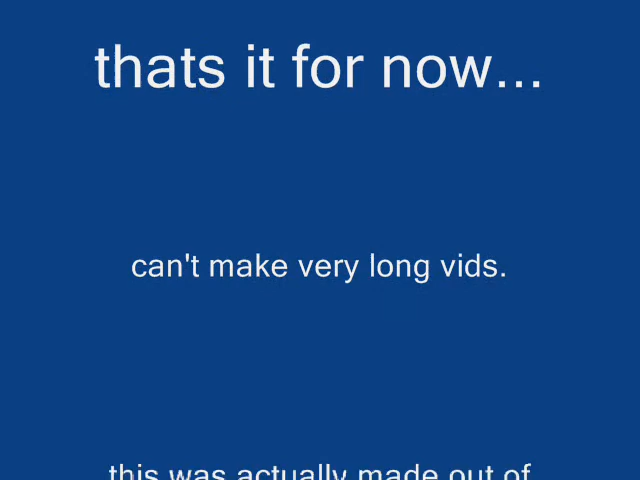 thats it for now...
can't make very long vids.
this was actually made out of